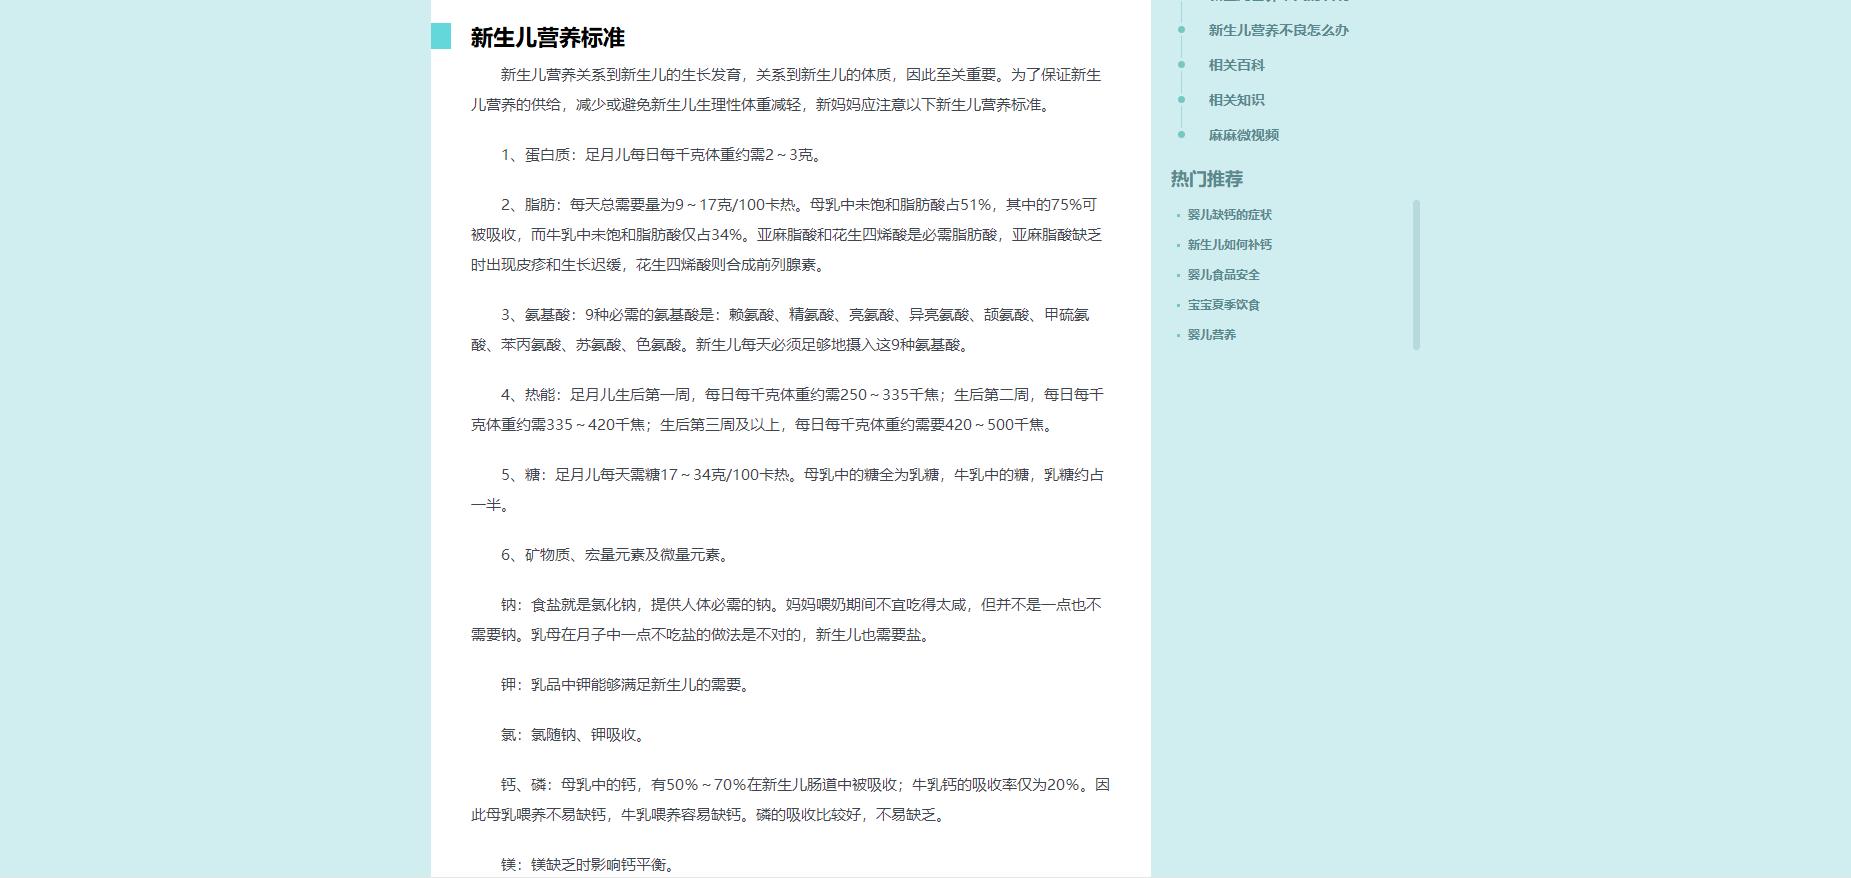 新生儿营养标准
新生儿营养关系到新生儿的生长发育，关系到新生儿的体质，因此至关重要。为了保证新生
儿营养的供给，减少或避免新生儿生理性体重减轻，新妈妈应注意以下新生儿营养标准。
1、蛋白质：足月儿每日每千克体重约需2～3克。
2、脂肪：每天总需要量为9～17克/100卡热。母乳中未饱和脂肪酸占51%，其中的75%可
被吸收，而牛乳中未饱和脂肪酸仅占34%。亚麻脂酸和花生四烯酸是必需脂肪酸，亚麻脂酸缺乏
时出现皮疹和生长迟缓，花生四烯酸则合成前列腺素。
3、氨基酸：9种必需的氨基酸是：赖氨酸、精氨酸、亮氨酸、异亮氨酸、颉氨酸、甲硫氨
酸、苯丙氨酸、苏氨酸、色氨酸。新生儿每天必须足够地摄入这9种氨基酸。
4、热能：足月儿生后第一周，每日每千克体重约需250～335千焦；生后第二周，每日每千
克体重约需335～420千焦；生后第三周及以上，每日每千克体重约需要420～500千焦。
5、糖：足月儿每天需糖17～34克/100卡热。母乳中的糖全为乳糖，牛乳中的糖，乳糖约占
一半。
6、矿物质、宏量元素及微量元素。
钠：食盐就是氯化钠，提供人体必需的钠。妈妈喂奶期间不宜吃得太咸，但并不是一点也不
需要钠。乳母在月子中一点不吃盐的做法是不对的，新生儿也需要盐。
钾：乳品中钾能够满足新生儿的需要。
氯：氯随钠、钾吸收。
钙、磷：母乳中的钙，有50%～70%在新生儿肠道中被吸收；牛乳钙的吸收率仅为20%。因
此母乳喂养不易缺钙，牛乳喂养容易缺钙。磷的吸收比较好，不易缺乏。
镁：镁缺乏时影响钙平衡。
新生儿营养不良怎么办
相关百科
相关知识
麻麻微视频
热门推荐
婴儿缺钙的症状
新生儿如何补钙
婴儿食品安全
宝宝夏季饮食
婴儿营养